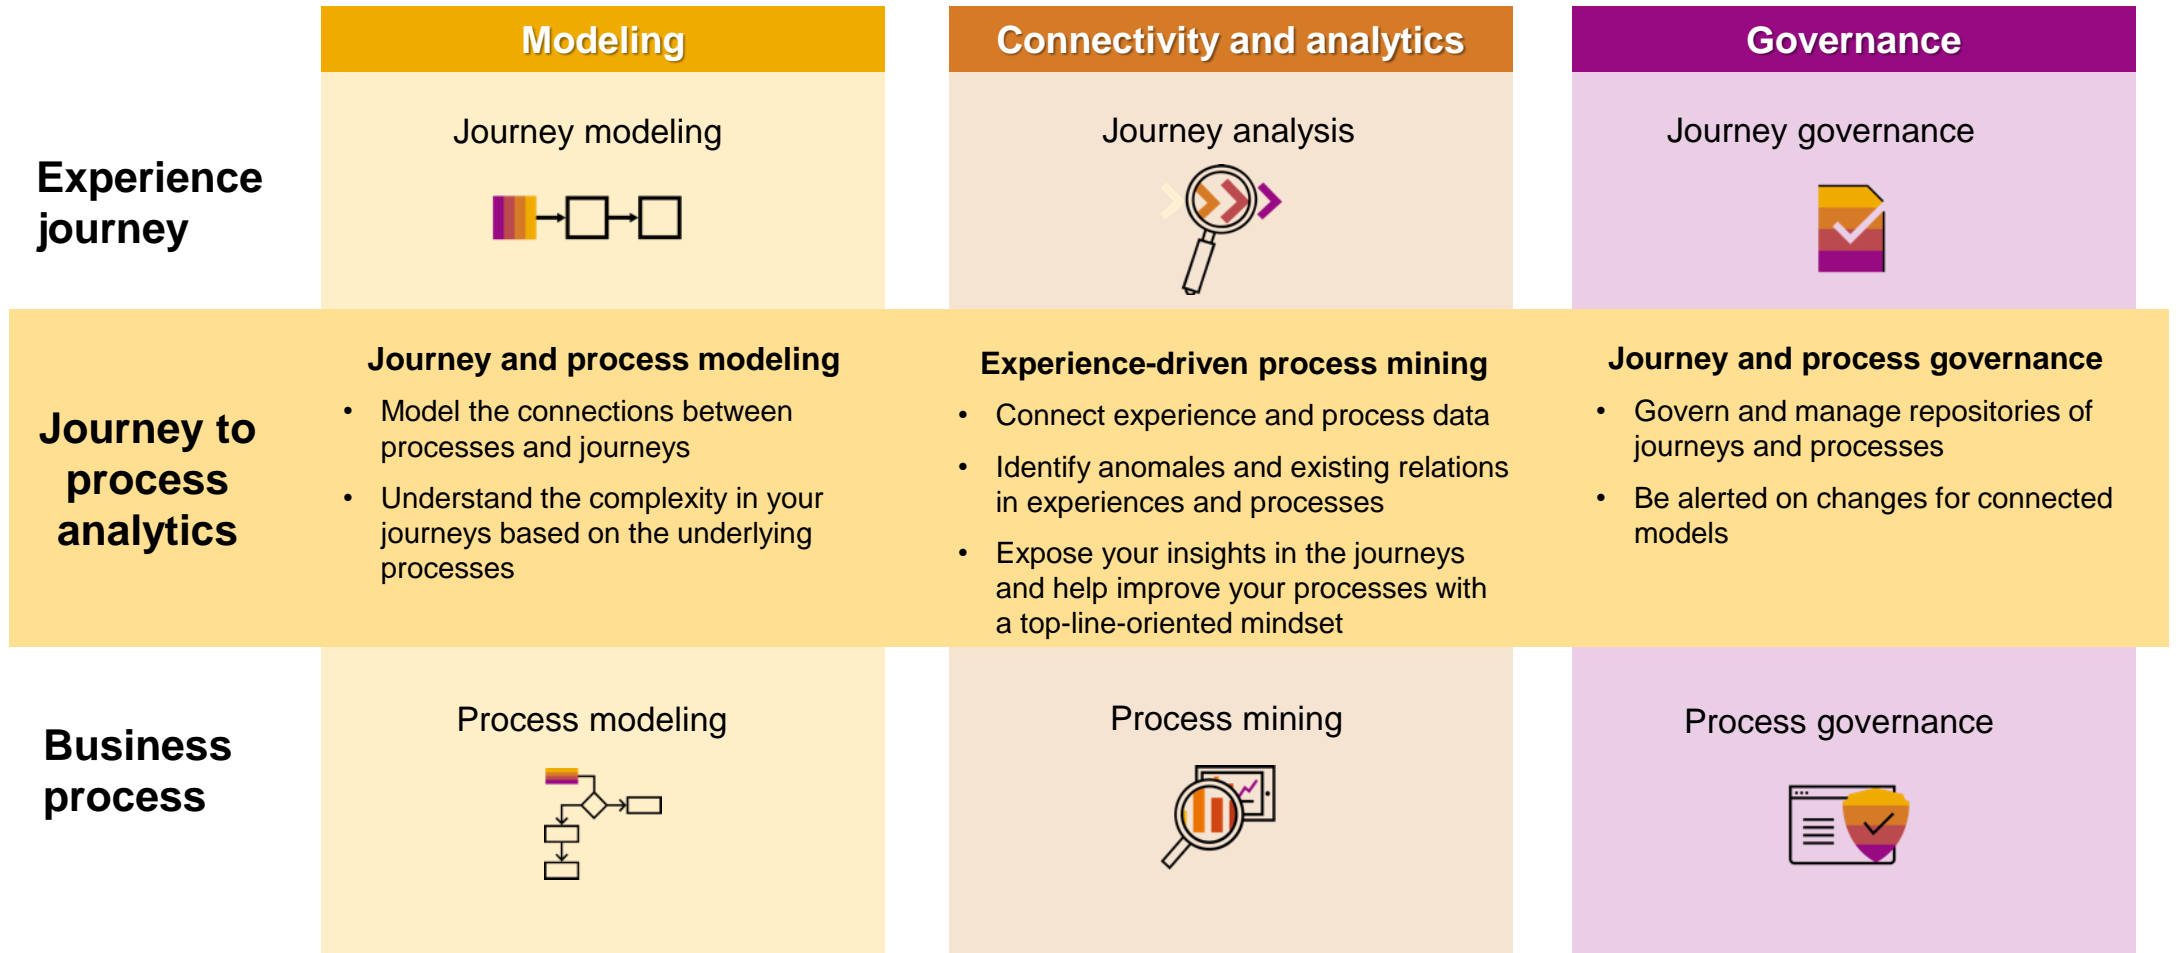 Modeling
Connectivity and analytics
Governance
Experience
journey
Journey modeling
Journey analysis
Journey governance
Journey to
process
analytics
Journey and process modeling
• Model the connections between
processes and journeys
• Understand the complexity in your
journeys based on the underlying
processes
Experience-driven process mining
• Connect experience and process data
• Identify anomales and existing relations
in experiences and processes
• Expose your insights in the journeys
and help improve your processes with
a top-line-oriented mindset
Journey and process governance
• Govern and manage repositories of
journeys and processes
• Be alerted on changes for connected
models
Business
process
Process modeling
Process mining
Process governance